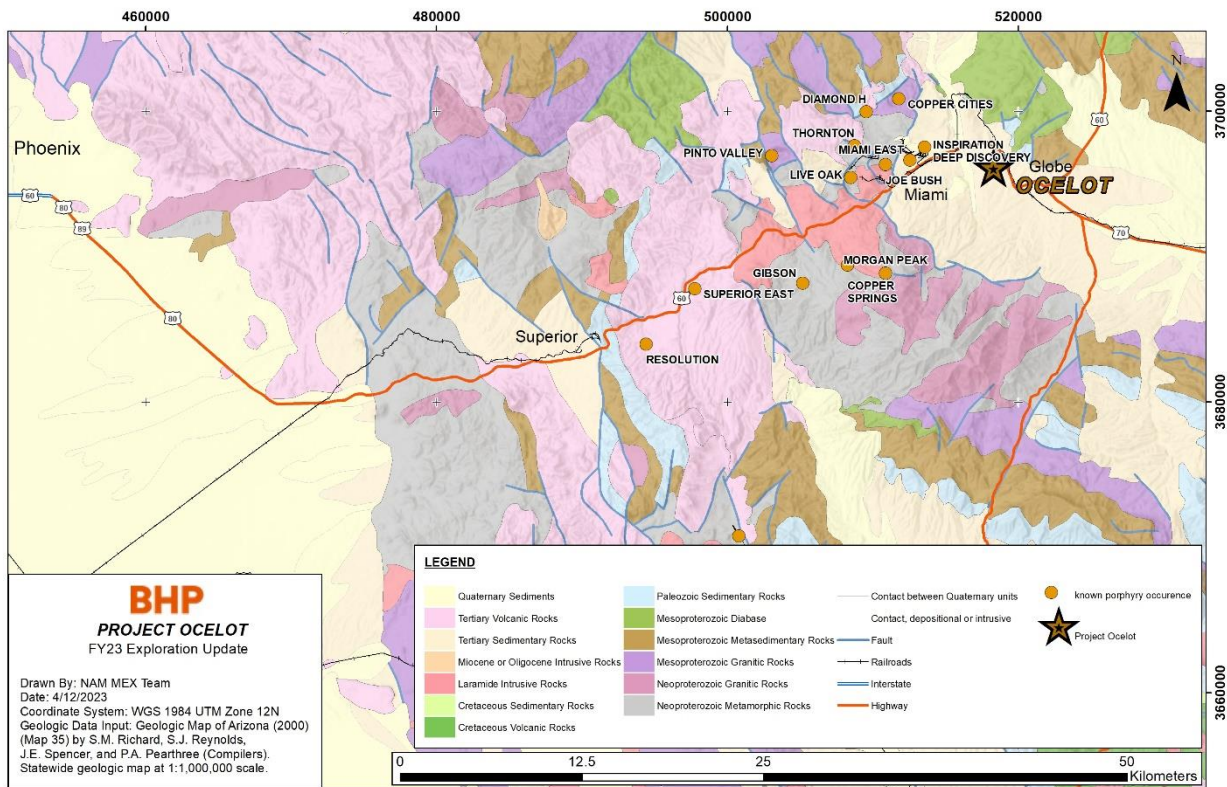 460000
480000
500000
520000
N
60
3700000
DIAMOND H
COPPER CITIES
THORNTON
INSPIRATION
MIAMI EAST
DEEP DISCOVERY
Phoenix
PINTO VALLEY
Globe
LIVE OAK
JOE BUSH
OCELOT
Miami
60
80
89
70
MORGAN PEAK
GIBSON
COPPER
SPRINGS
60
SUPERIOR EAST
80
Superior
RESOLUTION
3680000
3660000
BHP
PROJECT OCELOT
FY23 Exploration Update
Drawn By: NAM MEX Team
Date: 4/12/2023
Coordinate System: WGS 1984 UTM Zone 12N
Geologic Data Input: Geologic Map of Arizona (2000)
(Map 35) by S.M. Richard, S.J. Reynolds,
J.E. Spencer, and P.A. Pearthree (Compilers).
Statewide geologic map at 1:1,000,000 scale.
LEGEND
Quaternary Sediments
Tertiary Volcanic Rocks
Tertiary Sedimentary Rocks
Miocene or Oligocene Intrusive Rocks
Laramide Intrusive Rocks
Cretaceous Sedimentary Rocks
Cretaceous Volcanic Rocks
Paleozoic Sedimentary Rocks
Mesoproterozoic Diabase
Mesoproterozoic Metasedimentary Rocks
Mesoproterozoic Granitic Rocks
Neoproterozoic Granitic Rocks
Neoproterozoic Metamorphic Rocks
Contact between Quaternary units
Contact, depositional or intrusive
Fault
Railroads
Interstate
Highway
known porphyry occurence
Project Ocelot
0
12.5
25
50
Kilometers